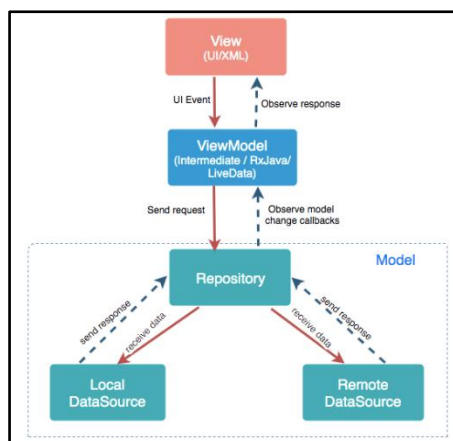 View
(UI/XML)
UI Event
Observe response
ViewModel
(Intermediate / RxJava/
LiveData)
Send request
Observe model
change callbacks
Model
Repository
send response
receive data
receive data
send response
Local
DataSource
Remote
DataSource